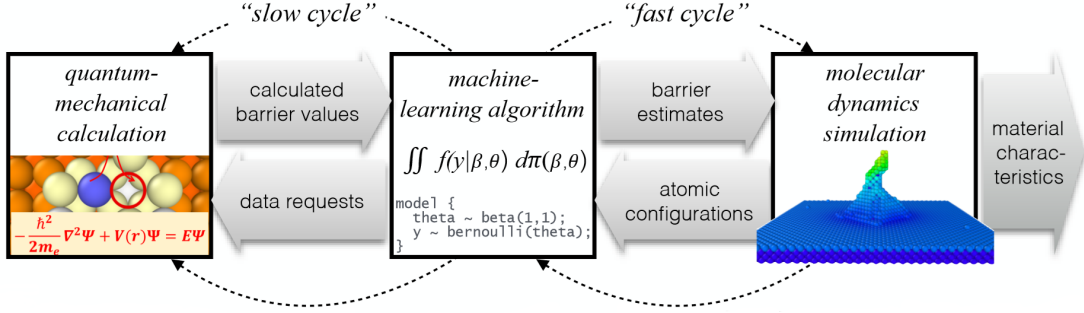 “slow cycle”
“fast cycle”
quantum-
mechanical
calculation
-ħ²/2mₑ ∇²Ψ + V(r)Ψ = EΨ
calculated
barrier values
data requests
machine-
learning algorithm
∬ f(y|β,θ) dπ(β,θ)
model {
theta ~ beta(1,1);
y ~ bernoulli(theta);
}
barrier
estimates
atomic
configurations
molecular
dynamics
simulation
material
charac-
teristics